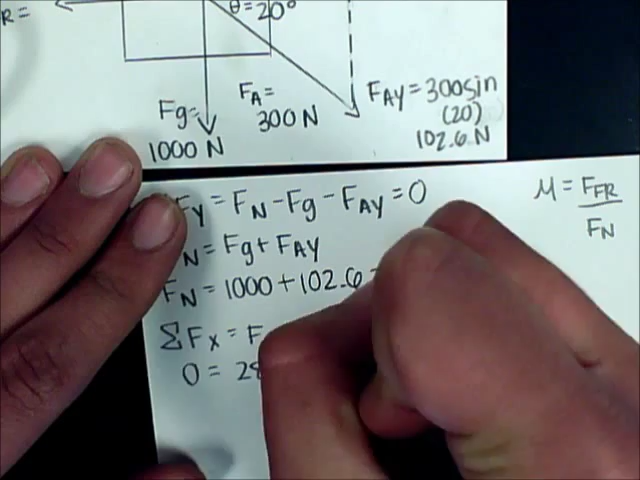 R =
θ = 20°
Fg =
1000 N
FA =
300 N
FAY = 300sin
(20)
102.6 N
FY = FN - Fg - FAY = 0
N = Fg + FAY
FN = 1000 + 102.6
ΣFx = F
0 = 28
M = FFR
FN